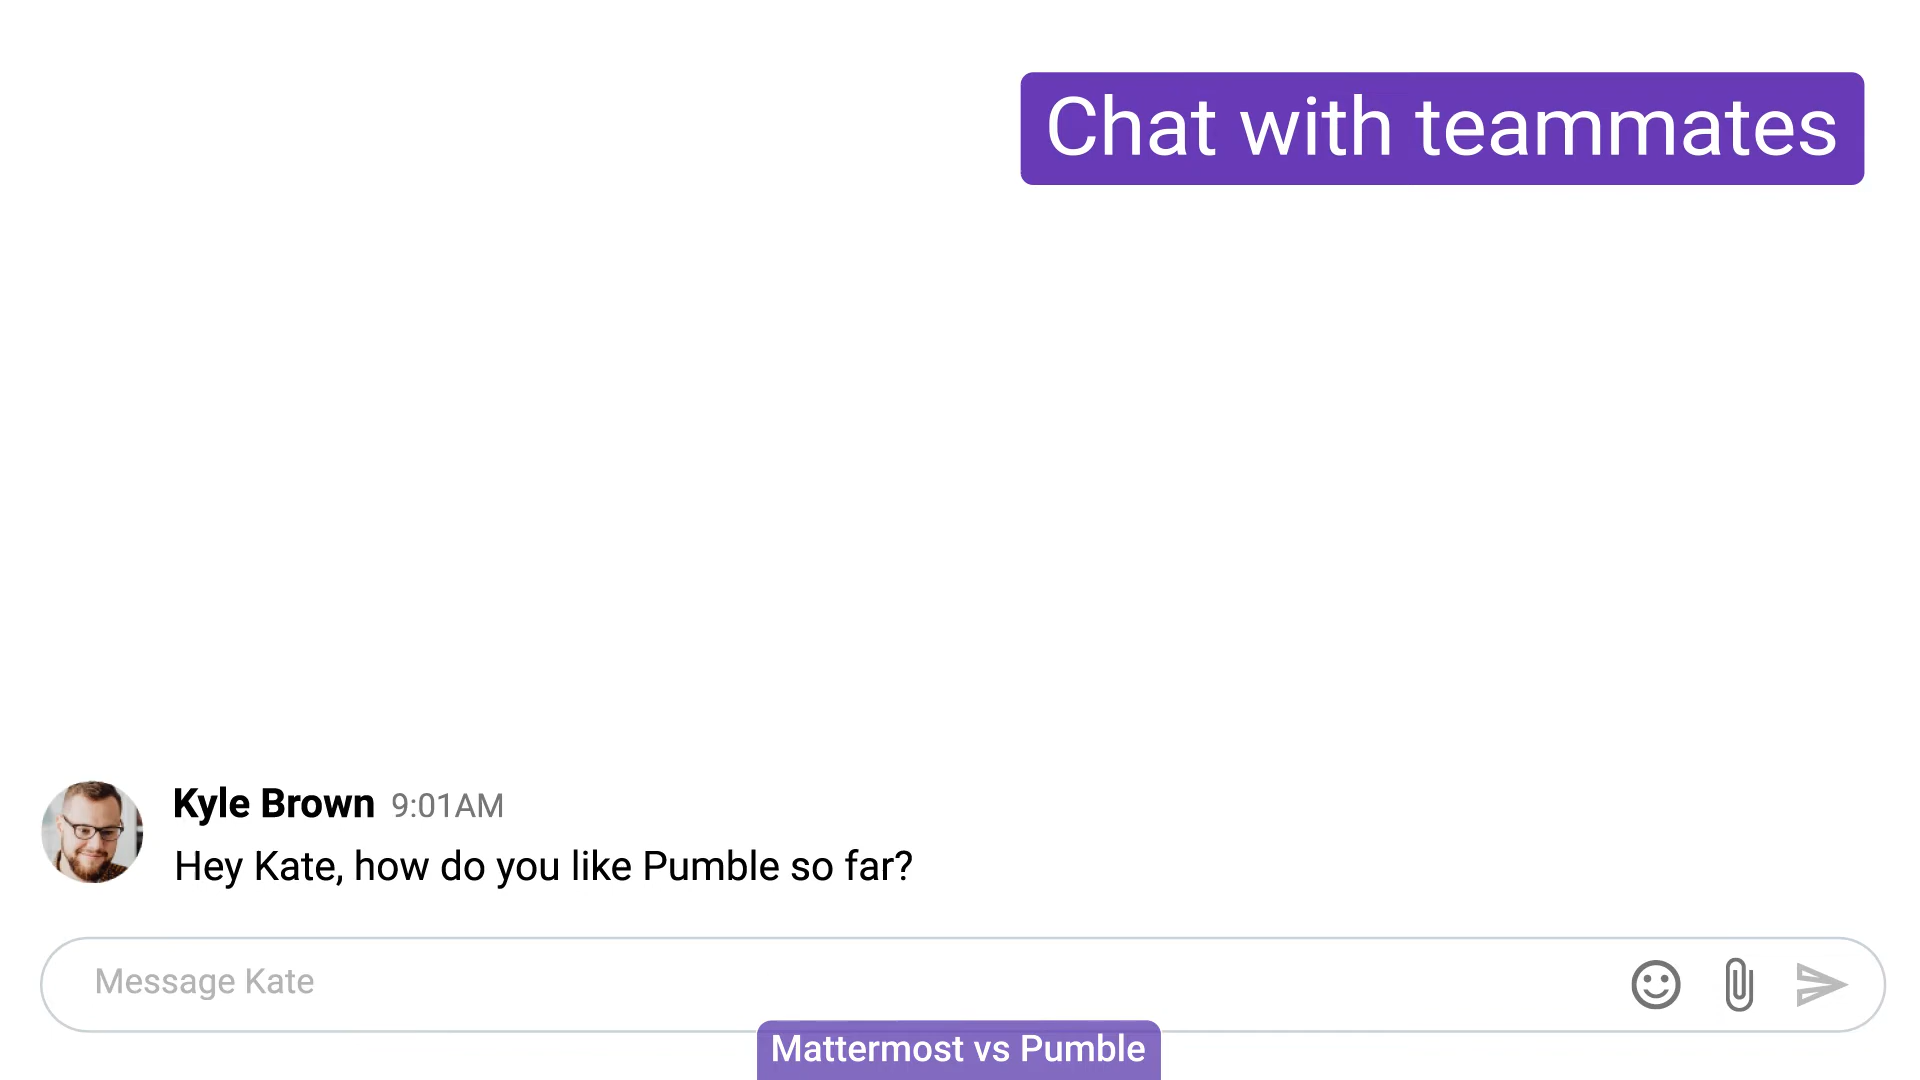 Chat with teammates
Kyle Brown 9:01AM
Hey Kate, how do you like Pumble so far?
Message Kate
Mattermost vs Pumble